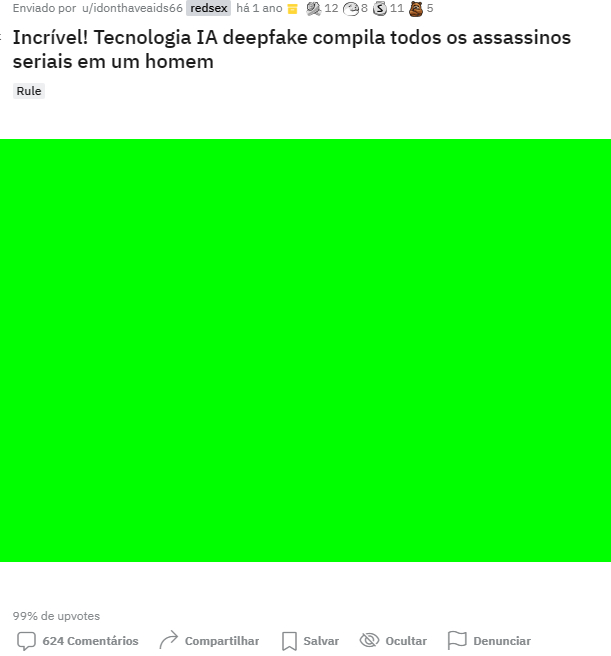 Enviado por u/idonthaveaids66 redsex há 1 ano 12 8 11 5
Incrível! Tecnologia IA deepfake compila todos os assassinos
seriais em um homem
Rule
99% de upvotes
624 Comentários Compartilhar Salvar Ocultar Denunciar